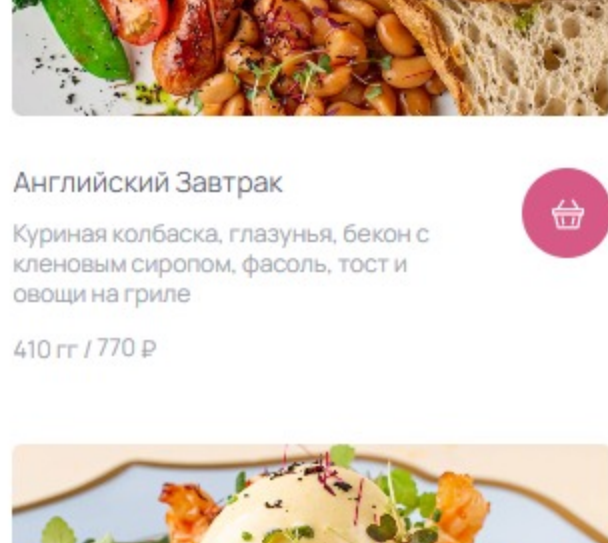 Английский Завтрак
Куриная колбаска, глазунья, бекон с
кленовым сиропом, фасоль, тост и
овощи на гриле
410 гг / 770 ₽